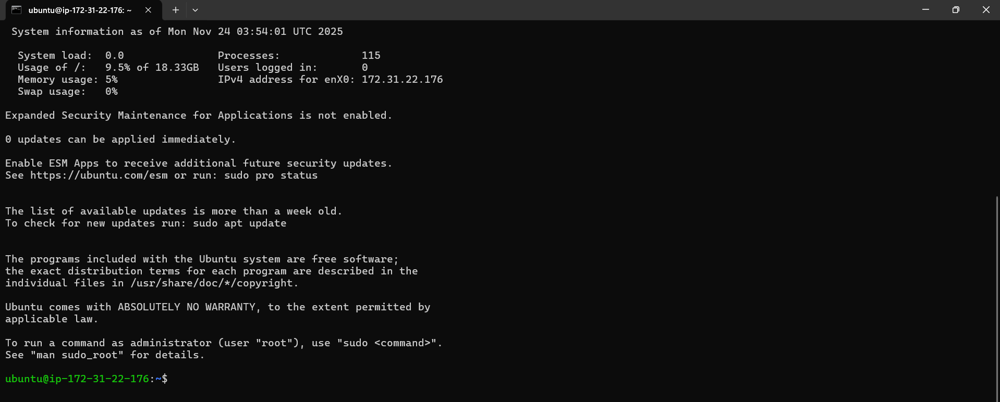 ubuntu@ip-172-31-22-176: ~
System information as of Mon Nov 24 03:54:01 UTC 2025
System load:  0.0               Processes:             115
Usage of /:   9.5% of 18.33GB   Users logged in:       0
Memory usage: 5%                IPv4 address for enX0: 172.31.22.176
Swap usage:   0%
Expanded Security Maintenance for Applications is not enabled.
0 updates can be applied immediately.
Enable ESM Apps to receive additional future security updates.
See https://ubuntu.com/esm or run: sudo pro status
The list of available updates is more than a week old.
To check for new updates run: sudo apt update
The programs included with the Ubuntu system are free software;
the exact distribution terms for each program are described in the
individual files in /usr/share/doc/*/copyright.
Ubuntu comes with ABSOLUTELY NO WARRANTY, to the extent permitted by
applicable law.
To run a command as administrator (user "root"), use "sudo <command>".
See "man sudo_root" for details.
ubuntu@ip-172-31-22-176:~$